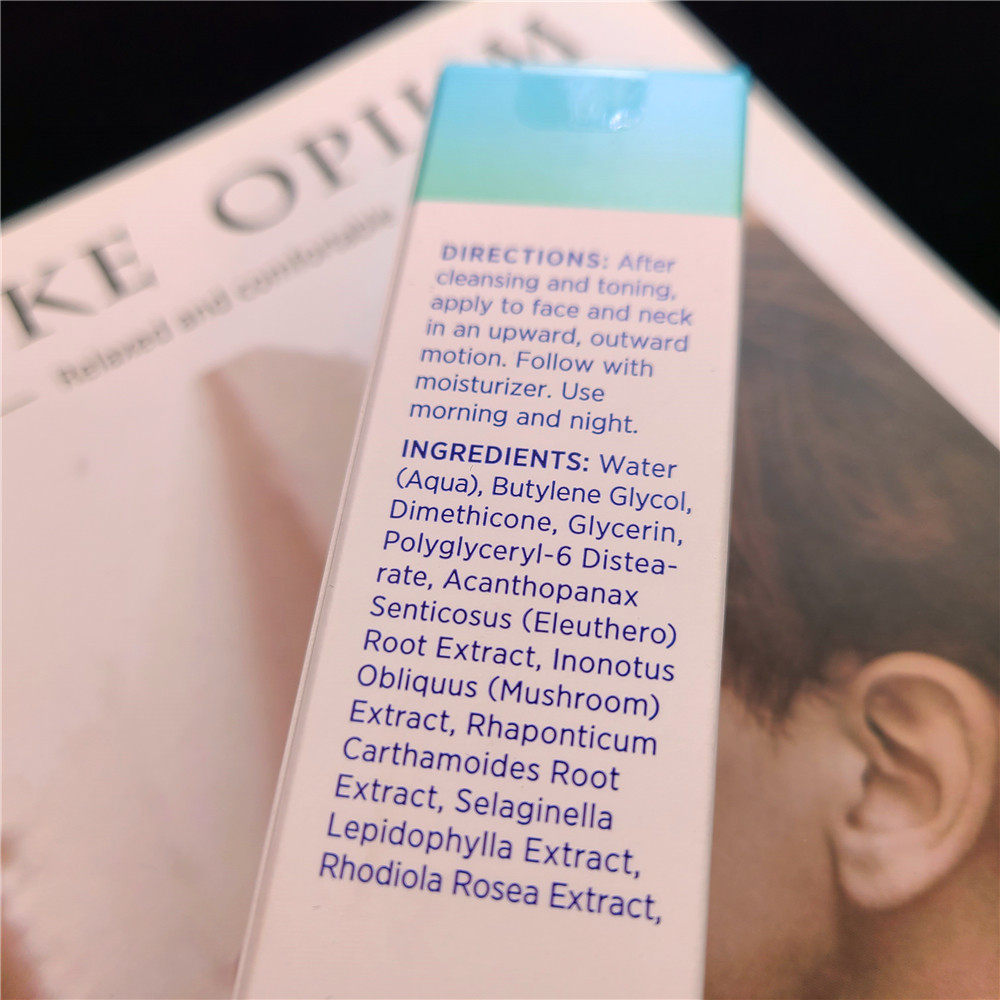 KE OPIUM
Relaxed and comfortable
DIRECTIONS: After
cleansing and toning,
apply to face and neck
in an upward, outward
motion. Follow with
moisturizer. Use
morning and night.
INGREDIENTS: Water
(Aqua), Butylene Glycol,
Dimethicone, Glycerin,
Polyglyceryl-6 Distea-
rate, Acanthopanax
Senticosus (Eleuthero)
Root Extract, Inonotus
Obliquus (Mushroom)
Extract, Rhaponticum
Carthamoides Root
Extract, Selaginella
Lepidophylla Extract,
Rhodiola Rosea Extract,